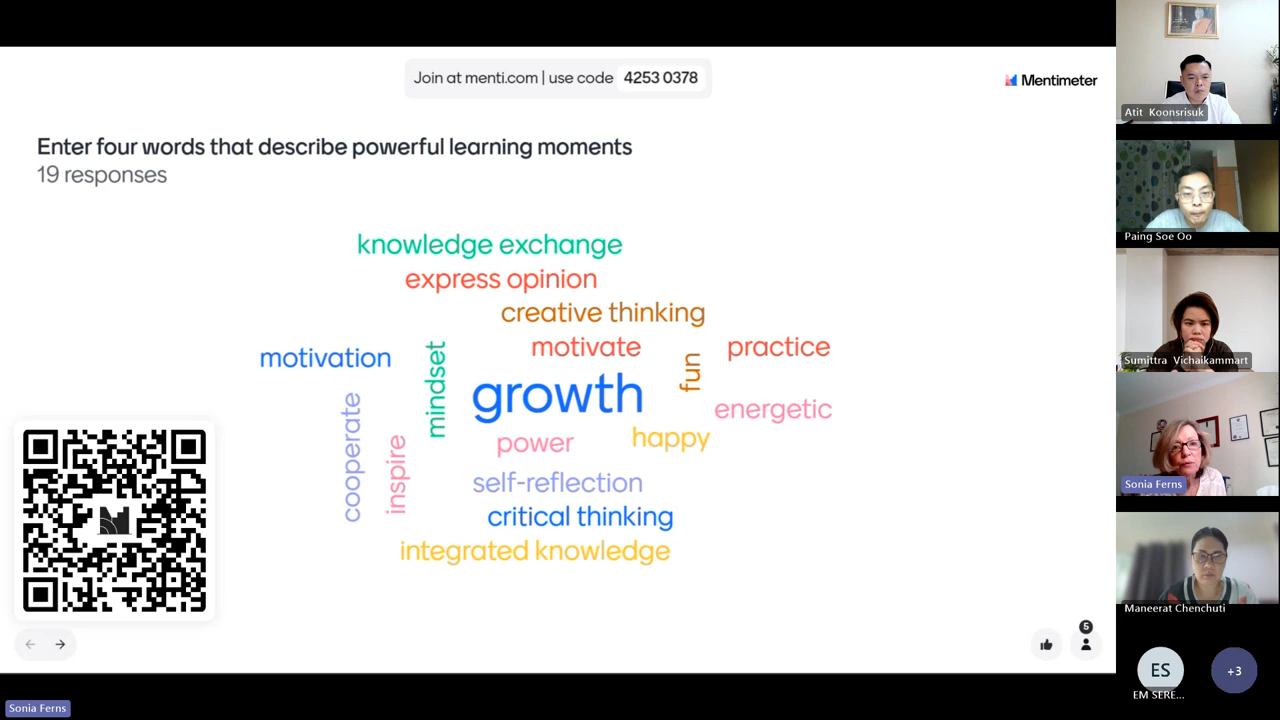 Join at menti.com | use code 4253 0378
Mentimeter
Enter four words that describe powerful learning moments
19 responses
knowledge exchange
express opinion
creative thinking
motivation
mindset
motivate
fun
practice
growth
energetic
cooperate
inspire
power
happy
self-reflection
critical thinking
integrated knowledge
5
Sonia Ferns
Atit Koonsrisuk
Paing Soe Oo
Sumittra Vichaikammart
Sonia Ferns
Maneerat Chenchuti
ES
EM SERE...
+3